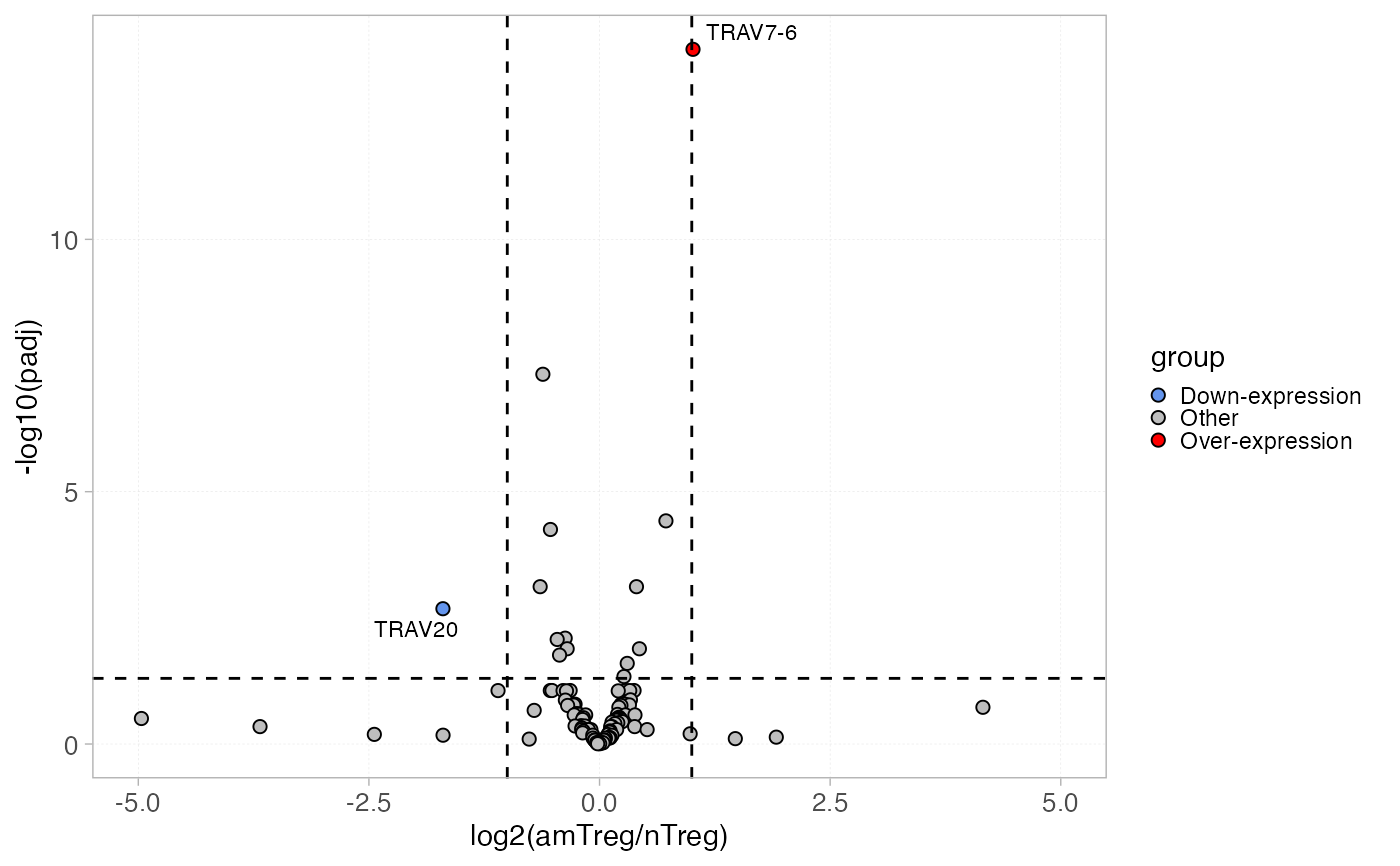 TRAV7-6
10
5
TRAV20
0
-5.0
-2.5
0.0
2.5
5.0
log2(amTreg/nTreg)
-log10(padj)
group
Down-expression
Other
Over-expression